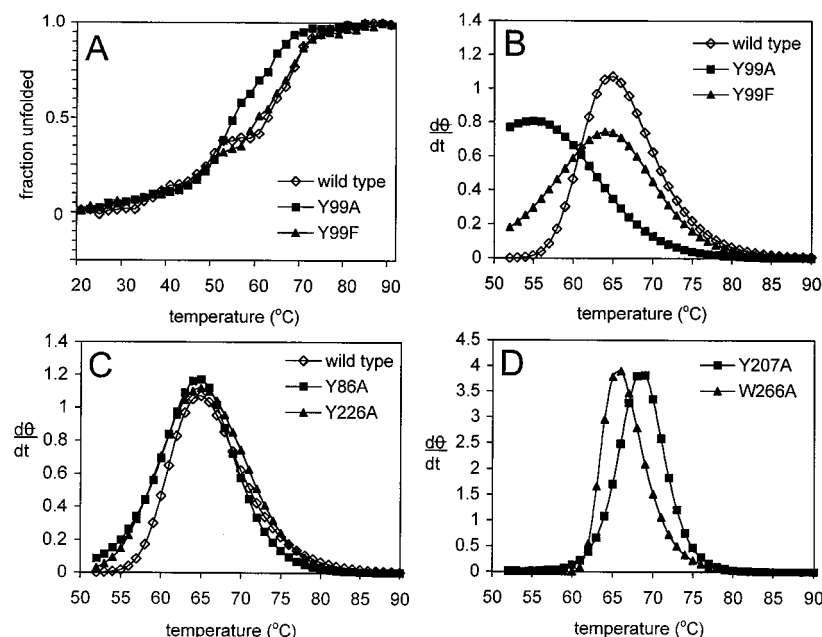 A
fraction unfolded
1.0
0.5
0
20 30 40 50 60 70 80 90
temperature (°C)
wild type
Y99A
Y99F
B
dθ
dt
1.2
1
0.8
0.6
0.4
0.2
0
50 55 60 65 70 75 80 85 90
temperature (°C)
wild type
Y99A
Y99F
C
dθ
dt
1.4
1.2
1
0.8
0.6
0.4
0.2
0
50 55 60 65 70 75 80 85 90
temperature (°C)
wild type
Y86A
Y226A
D
dθ
dt
4.5
4
3.5
3
2.5
2
1.5
1
0.5
0
50 55 60 65 70 75 80 85 90
temperature (°C)
Y207A
W266A